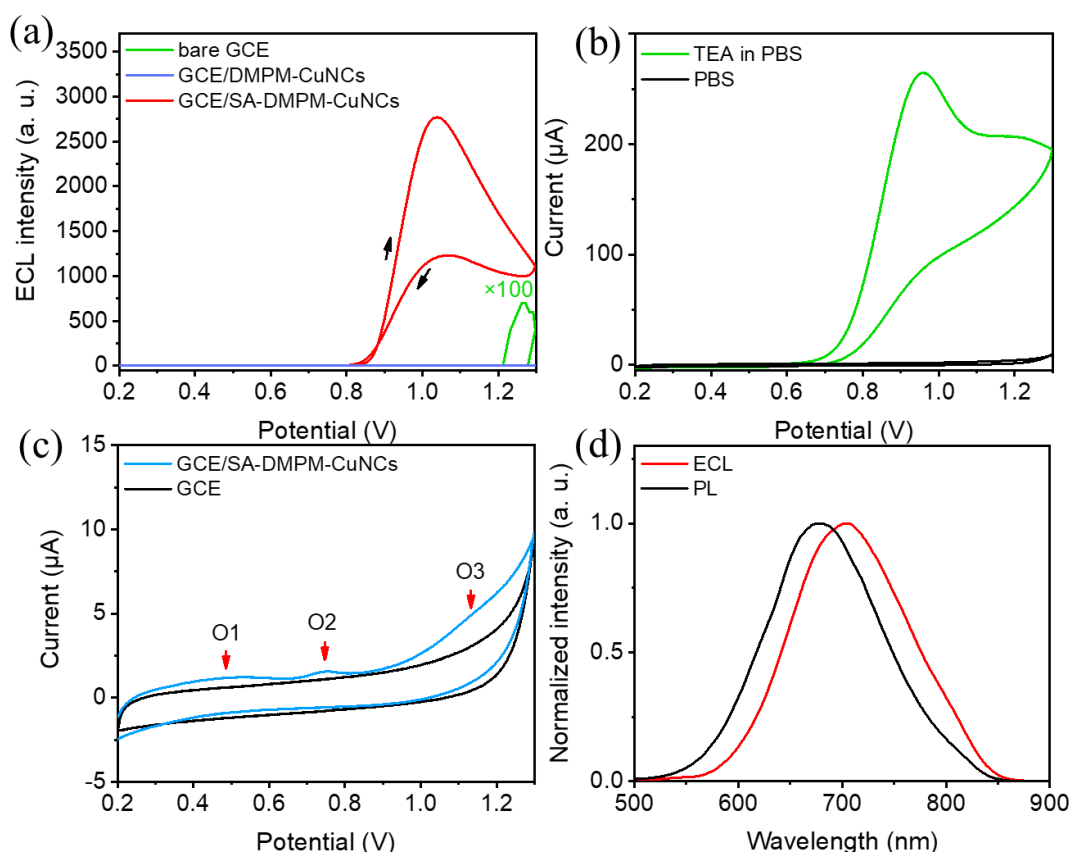 (a)
ECL intensity (a. u.)
3500
3000
2500
2000
1500
1000
500
0
bare GCE
GCE/DMPM-CuNCs
GCE/SA-DMPM-CuNCs
×100
0.2 0.4 0.6 0.8 1.0 1.2
Potential (V)
(b)
Current (µA)
200
100
0
TEA in PBS
PBS
0.2 0.4 0.6 0.8 1.0 1.2
Potential (V)
(c)
Current (µA)
15
10
5
0
-5
GCE/SA-DMPM-CuNCs
GCE
O1
O2
O3
0.2 0.4 0.6 0.8 1.0 1.2
Potential (V)
(d)
Normalized intensity (a. u.)
1.0
0.5
0.0
ECL
PL
500 600 700 800 900
Wavelength (nm)